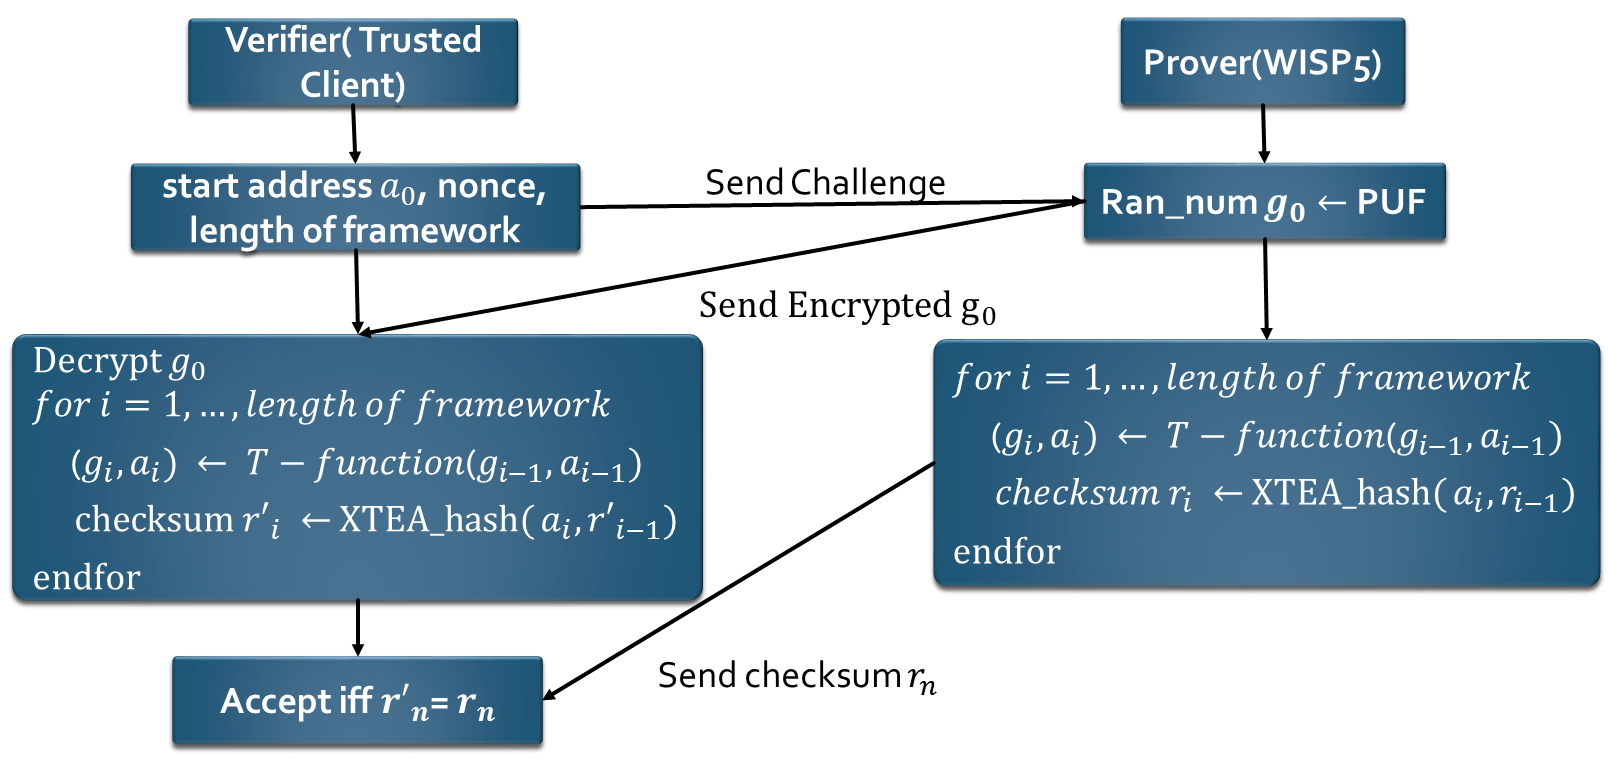 Verifier( Trusted
Client)
Prover(WISP5)
start address a₀, nonce,
length of framework
Send Challenge
Ran_num g₀ ← PUF
Send Encrypted g₀
Decrypt g₀
for i = 1, … , length of framework
(gᵢ, aᵢ) ← T − function(gᵢ₋₁, aᵢ₋₁)
checksum r′ᵢ ← XTEA_hash( aᵢ, r′ᵢ₋₁)
endfor
for i = 1, … , length of framework
(gᵢ, aᵢ) ← T − function(gᵢ₋₁, aᵢ₋₁)
checksum rᵢ ← XTEA_hash( aᵢ, rᵢ₋₁)
endfor
Send checksum rₙ
Accept iff r′ₙ= rₙ